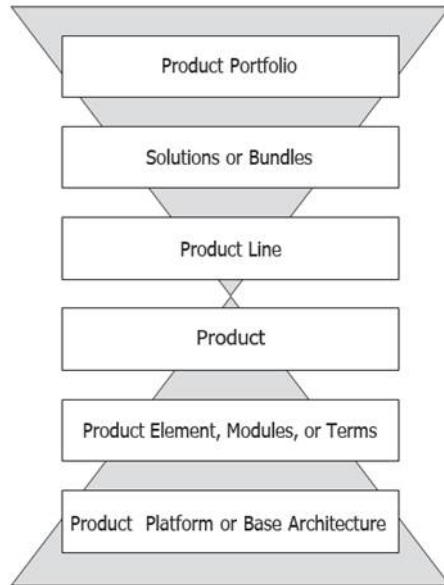 Product Portfolio
Solutions or Bundles
Product Line
Product
Product Element, Modules, or Terms
Product Platform or Base Architecture